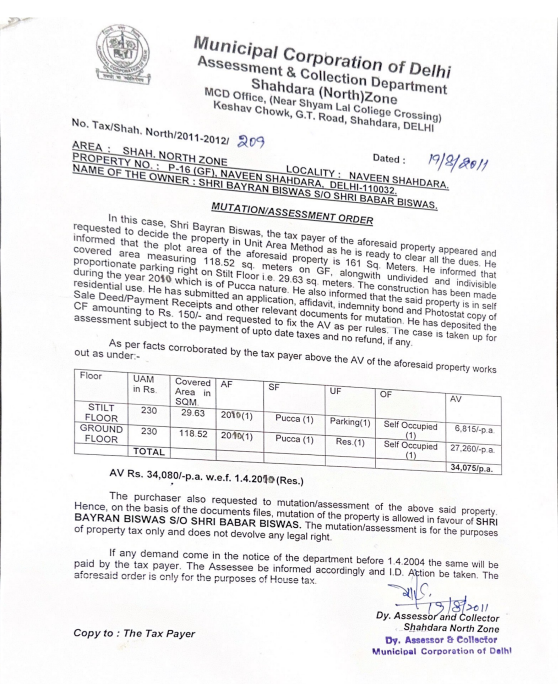 Municipal Corporation of Delhi
Assessment & Collection Department
Shahdara (North)Zone
MCD Office, (Near Shyam Lal College Crossing)
Keshav Chowk, G.T. Road, Shahdara, DELHI
No. Tax/Shah. North/2011-2012/ 209
Dated : 19/8/2011
AREA : SHAH. NORTH ZONE LOCALITY : NAVEEN SHAHDARA,
PROPERTY NO. : P-16 (GF), NAVEEN SHAHDARA, DELHI-110032.
NAME OF THE OWNER : SHRI BAYRAN BISWAS S/O SHRI BABAR BISWAS,
MUTATION/ASSESSMENT ORDER
In this case, Shri Bayran Biswas, the tax payer of the aforesaid property appeared and
requested to decide the property in Unit Area Method as he is ready to clear all the dues. He
informed that the plot area of the aforesaid property is 161 Sq. Meters. He informed that
covered area measuring 118.52 sq. meters on GF, alongwith undivided and indivisible
proportionate parking right on Stilt Floor i.e. 29.63 sq. meters. The construction has been made
during the year 2010 which is of Pucca nature. He also informed that the said property is in self
residential use. He has submitted an application, affidavit, indemnity bond and Photostat copy of
Sale Deed/Payment Receipts and other relevant documents for mutation. He has deposited the
CF amounting to Rs. 150/- and requested to fix the AV as per rules. The case is taken up for
assessment subject to the payment of upto date taxes and no refund, if any.
As per facts corroborated by the tax payer above the AV of the aforesaid property works
out as under:-
Floor UAM in Rs. Covered Area in SQM AF SF UF OF AV
STILT FLOOR 230 29.63 2010(1) Pucca (1) Parking(1) Self Occupied (1) 6,815/-p.a.
GROUND FLOOR 230 118.52 2010(1) Pucca (1) Res.(1) Self Occupied (1) 27,260/-p.a.
TOTAL 34,075/p.a.
AV Rs. 34,080/-p.a. w.e.f. 1.4.2010 (Res.)
The purchaser also requested to mutation/assessment of the above said property.
Hence, on the basis of the documents files, mutation of the property is allowed in favour of SHRI
BAYRAN BISWAS S/O SHRI BABAR BISWAS. The mutation/assessment is for the purposes
of property tax only and does not devolve any legal right.
If any demand come in the notice of the department before 1.4.2004 the same will be
paid by the tax payer. The Assessee be informed accordingly and I.D. Action be taken. The
aforesaid order is only for the purposes of House tax.
19/8/2011
Dy. Assessor and Collector
Shahdara North Zone
Dy. Assessor & Collector
Municipal Corporation of Delhi
Copy to : The Tax Payer